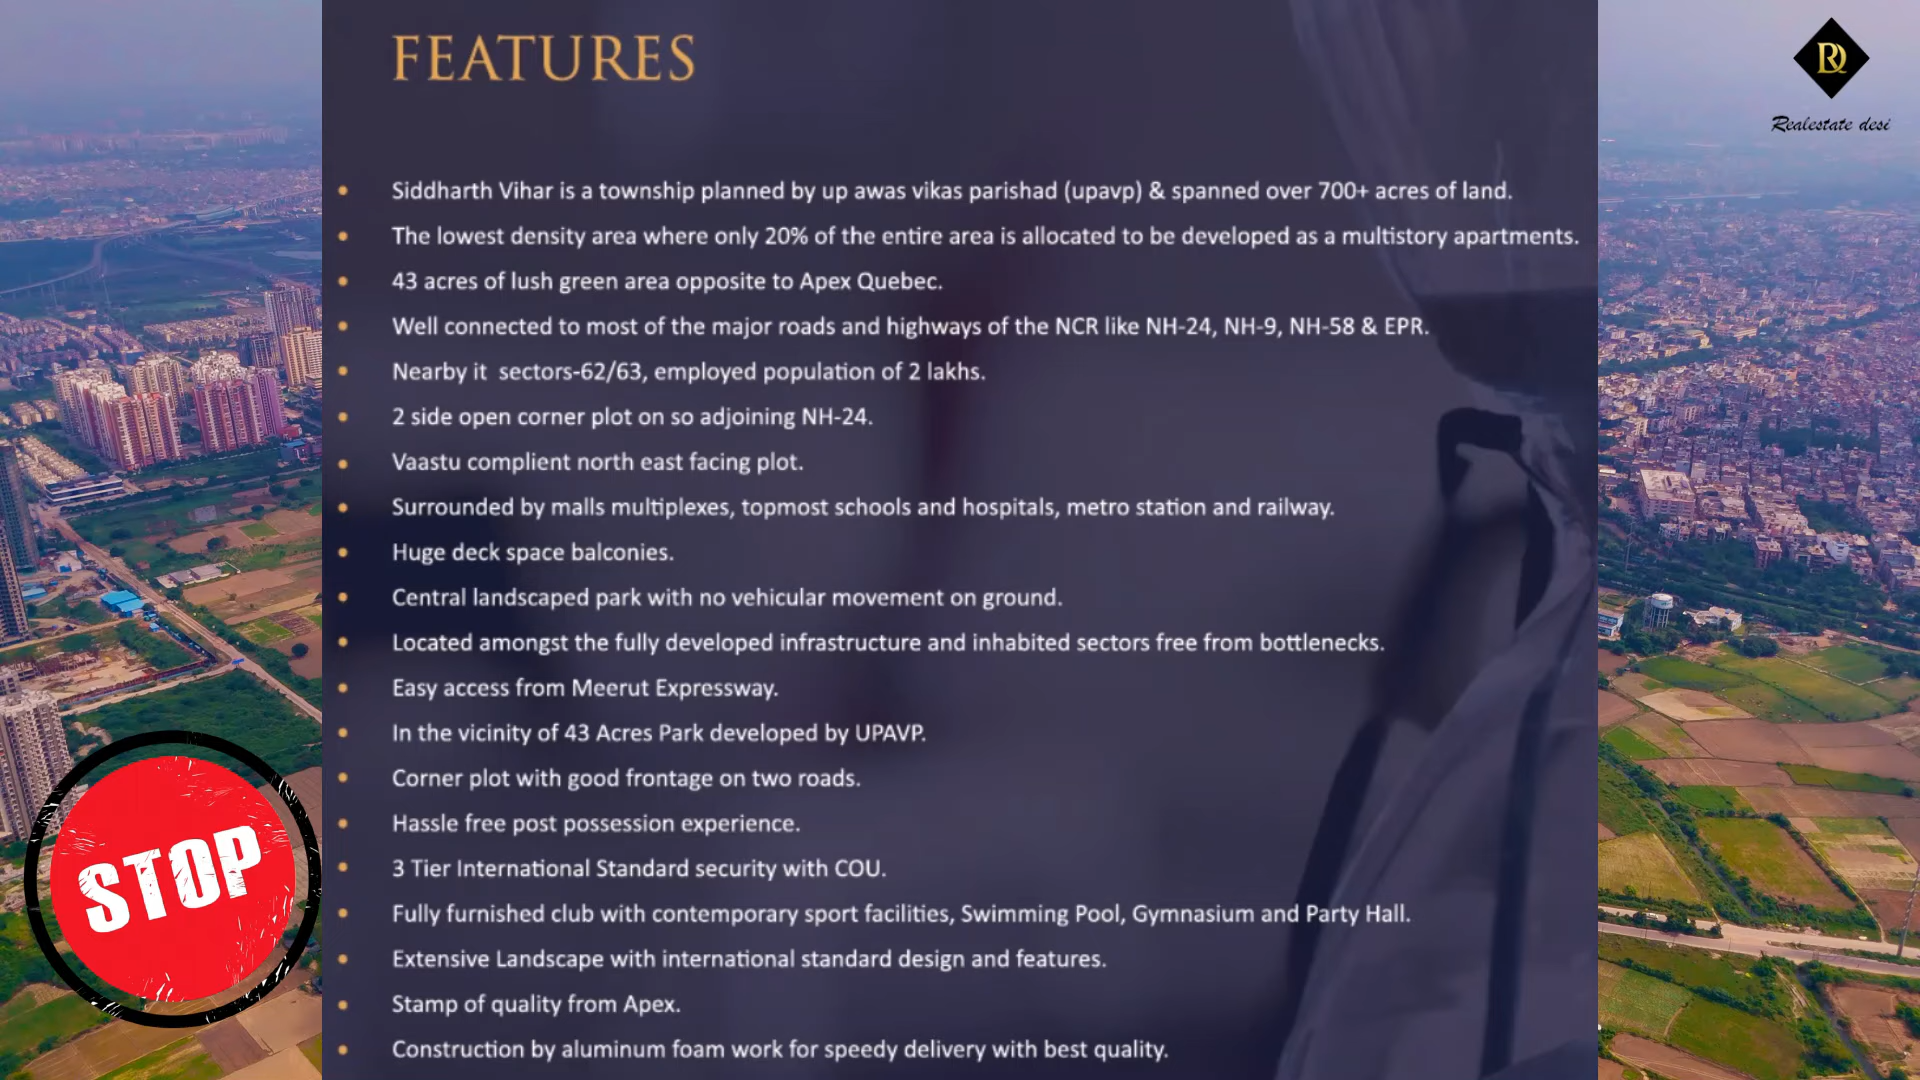 FEATURES
RD
Realestate desi
Siddharth Vihar is a township planned by up awas vikas parishad (upavp) & spanned over 700+ acres of land.
The lowest density area where only 20% of the entire area is allocated to be developed as a multistory apartments.
43 acres of lush green area opposite to Apex Quebec.
Well connected to most of the major roads and highways of the NCR like NH-24, NH-9, NH-58 & EPR.
Nearby it sectors-62/63, employed population of 2 lakhs.
2 side open corner plot on so adjoining NH-24.
Vaastu complient north east facing plot.
Surrounded by malls multiplexes, topmost schools and hospitals, metro station and railway.
Huge deck space balconies.
Central landscaped park with no vehicular movement on ground.
Located amongst the fully developed infrastructure and inhabited sectors free from bottlenecks.
Easy access from Meerut Expressway.
In the vicinity of 43 Acres Park developed by UPAVP.
Corner plot with good frontage on two roads.
Hassle free post possession experience.
3 Tier International Standard security with COU.
Fully furnished club with contemporary sport facilities, Swimming Pool, Gymnasium and Party Hall.
Extensive Landscape with international standard design and features.
Stamp of quality from Apex.
Construction by aluminum foam work for speedy delivery with best quality.
STOP